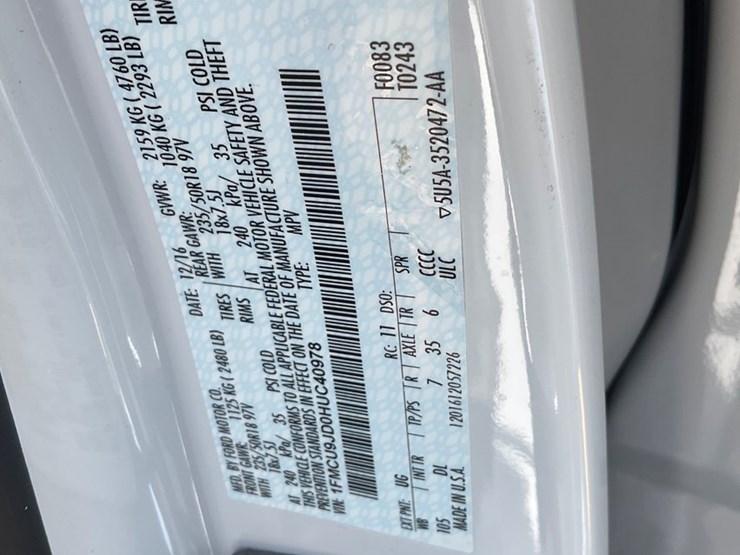 MFD. BY FORD MOTOR CO.
DATE: 12/16 GVWR: 2159 KG ( 4760 LB)
FRONT GAWR: 1125 KG ( 2480 LB) REAR GAWR: 1040 KG ( 2293 LB)
WITH 235/50R18 97V TIRES WITH 235/50R18 97V TIR
18x7.5J RIMS 18x7.5J RIM
AT 240 kPa/ 35 PSI COLD AT 240 kPa/ 35 PSI COLD
THIS VEHICLE CONFORMS TO ALL APPLICABLE FEDERAL MOTOR VEHICLE SAFETY AND THEFT
PREVENTION STANDARDS IN EFFECT ON THE DATE OF MANUFACTURE SHOWN ABOVE.
VIN: 1FMCU9JD0HUC40978 TYPE: MPV
EXT PNT: UG RC: 11 DSO: F0083
WB INT TR TP/PS R AXLE TR SPR T0243
105 DL 7 35 6 CCCC
MADE IN U.S.A. 1201612057226 ULC ▽5U5A-3520472-AA